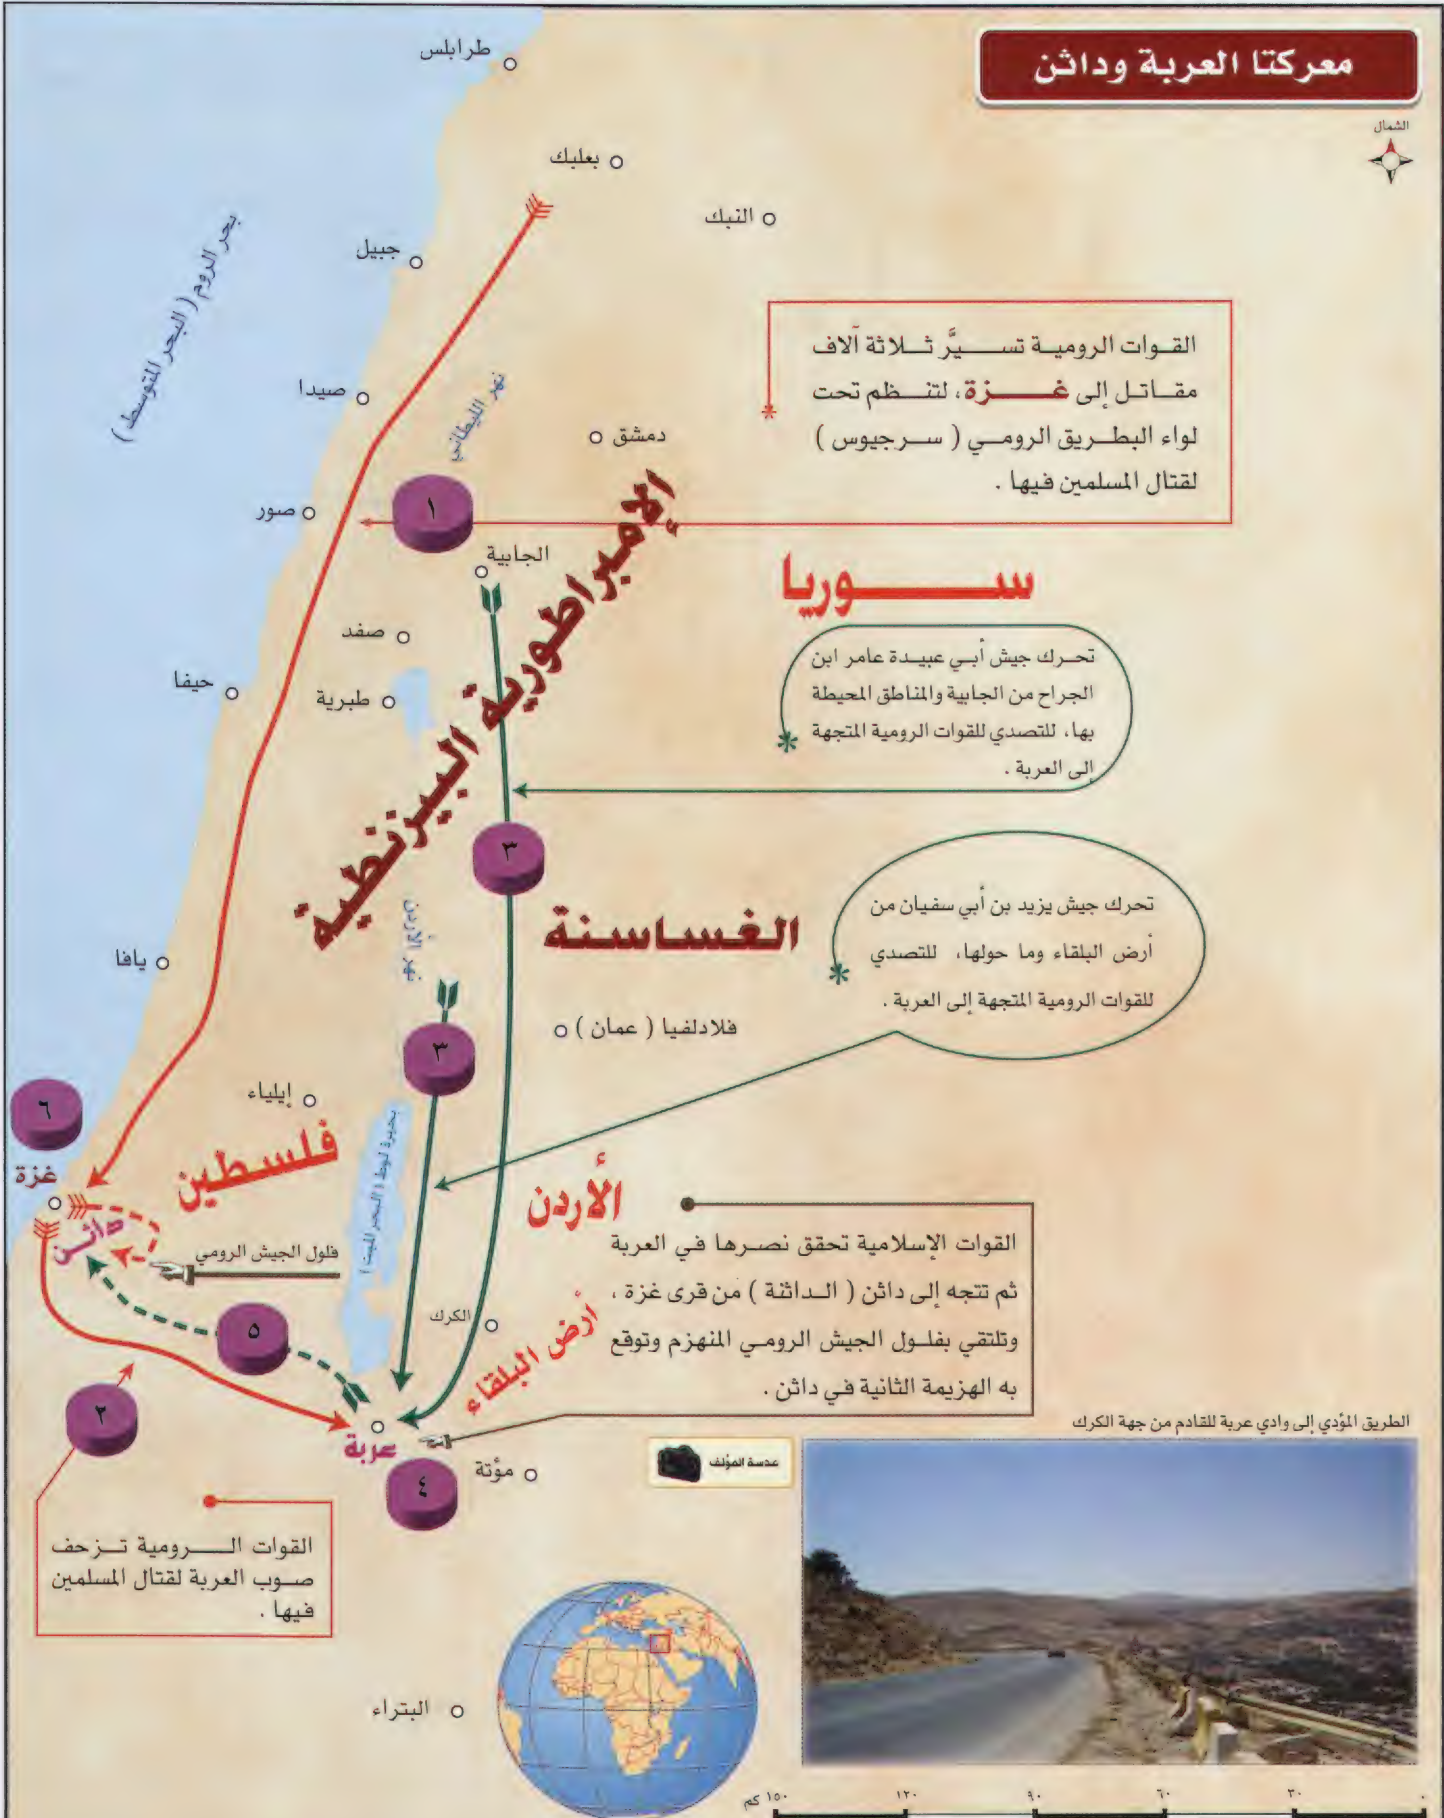 معركتا العربة وداثن
الشمال
طرابلس
بعلبك
النبك
جبيل
بحر الروم ( البحر المتوسط )
القوات الرومية تسيَّر ثلاثة آلاف
مقاتل إلى غزة، لتنظم تحت
لواء البطريق الرومي ( سرجيوس )
لقتال المسلمين فيها .
صيدا
نهر الليطاني
دمشق
صور
١
الجابية
الإمبراطورية البيزنطية
سوريا
صفد
حيفا
طبرية
تحرك جيش أبي عبيدة عامر ابن
الجراح من الجابية والمناطق المحيطة
بها، للتصدي للقوات الرومية المتجهة
إلى العربة .
٣
الغساسنة
نهر الأردن
يافا
تحرك جيش يزيد بن أبي سفيان من
أرض البلقاء وما حولها، للتصدي
للقوات الرومية المتجهة إلى العربة .
فلادلفيا ( عمان )
٣
إيلياء
٦
غزة
فلسطين
بحيرة لوط ( البحر الميت )
الأردن
داثن
فلول الجيش الرومي
القوات الإسلامية تحقق نصرها في العربة
ثم تتجه إلى داثن ( الداثنة ) من قرى غزة ،
وتلتقي بفلول الجيش الرومي المنهزم وتوقع
به الهزيمة الثانية في داثن .
الكرك
أرض البلقاء
٥
٢
عربة
٤
مؤتة
عدسة المؤلف
الطريق المؤدي إلى وادي عربة للقادم من جهة الكرك
القوات الرومية تزحف
صوب العربة لقتال المسلمين
فيها .
البتراء
١٥٠ كم ١٢٠ ٩٠ ٦٠ ٣٠ ٠